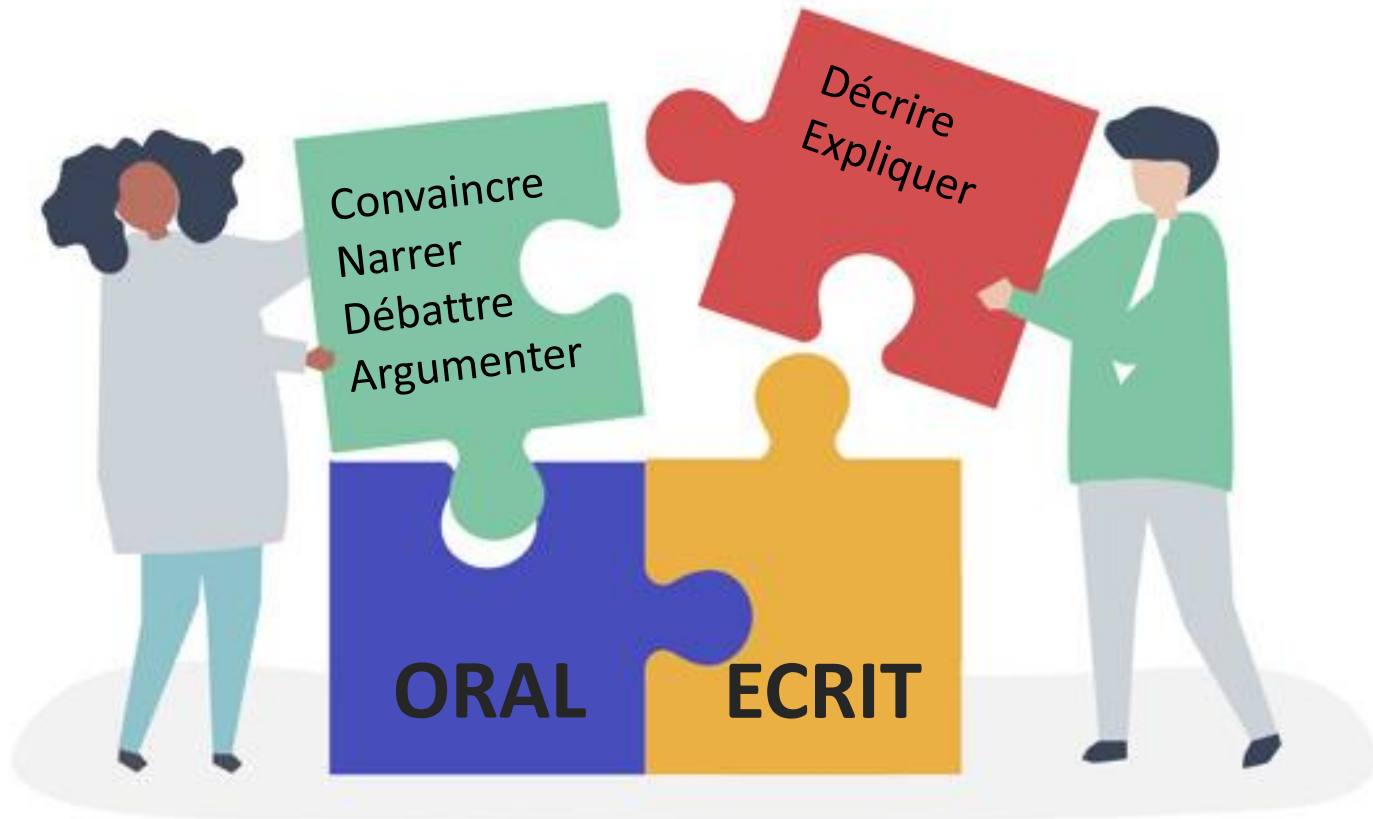 Convaincre
Narrer
Débattre
Argumenter
Décrire
Expliquer
ORAL
ECRIT